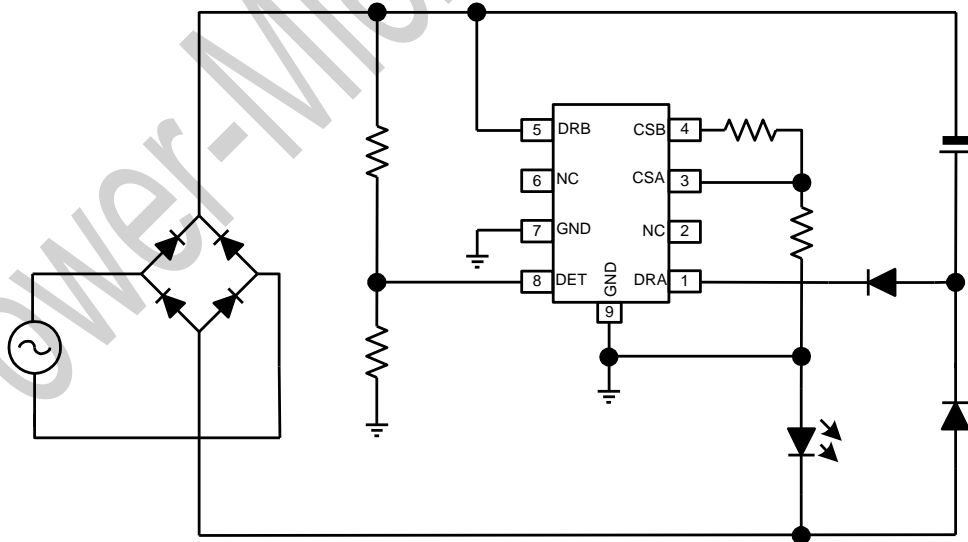 5 DRB CSB 4
6 NC CSA 3
7 GND NC 2
8 DET GND DRA 1
9